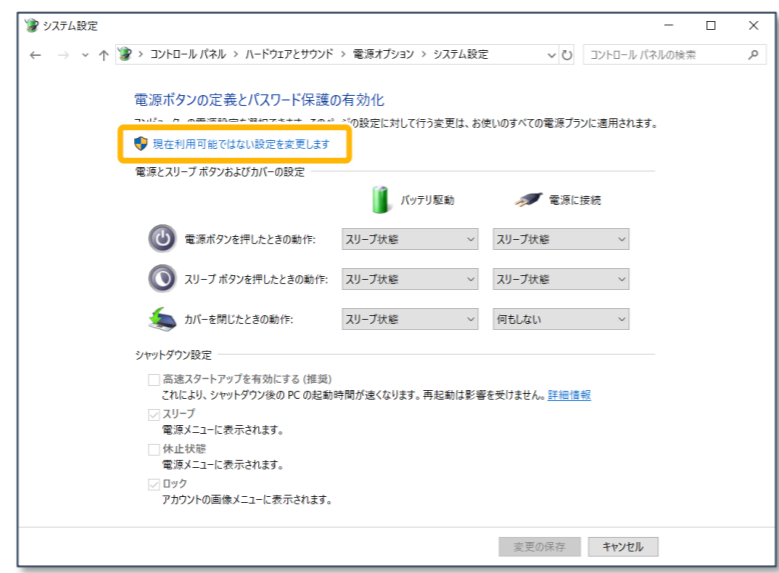 システム設定
コントロール パネル > ハードウェアとサウンド > 電源オプション > システム設定
コントロール パネルの検索
電源ボタンの定義とパスワード保護の有効化
の設定に対して行う変更は、お使いのすべての電源プランに適用されます。
現在利用可能ではない設定を変更します
電源とスリープ ボタンおよびカバーの設定
バッテリ駆動 電源に接続
電源ボタンを押したときの動作: スリープ状態 スリープ状態
スリープ ボタンを押したときの動作: スリープ状態 スリープ状態
カバーを閉じたときの動作: スリープ状態 何もしない
シャットダウン設定
高速スタートアップを有効にする (推奨)
これにより、シャットダウン後の PC の起動時間が速くなります。再起動は影響を受けません。詳細情報
スリープ
電源メニューに表示されます。
休止状態
電源メニューに表示されます。
ロック
アカウントの画像メニューに表示されます。
変更の保存 キャンセル